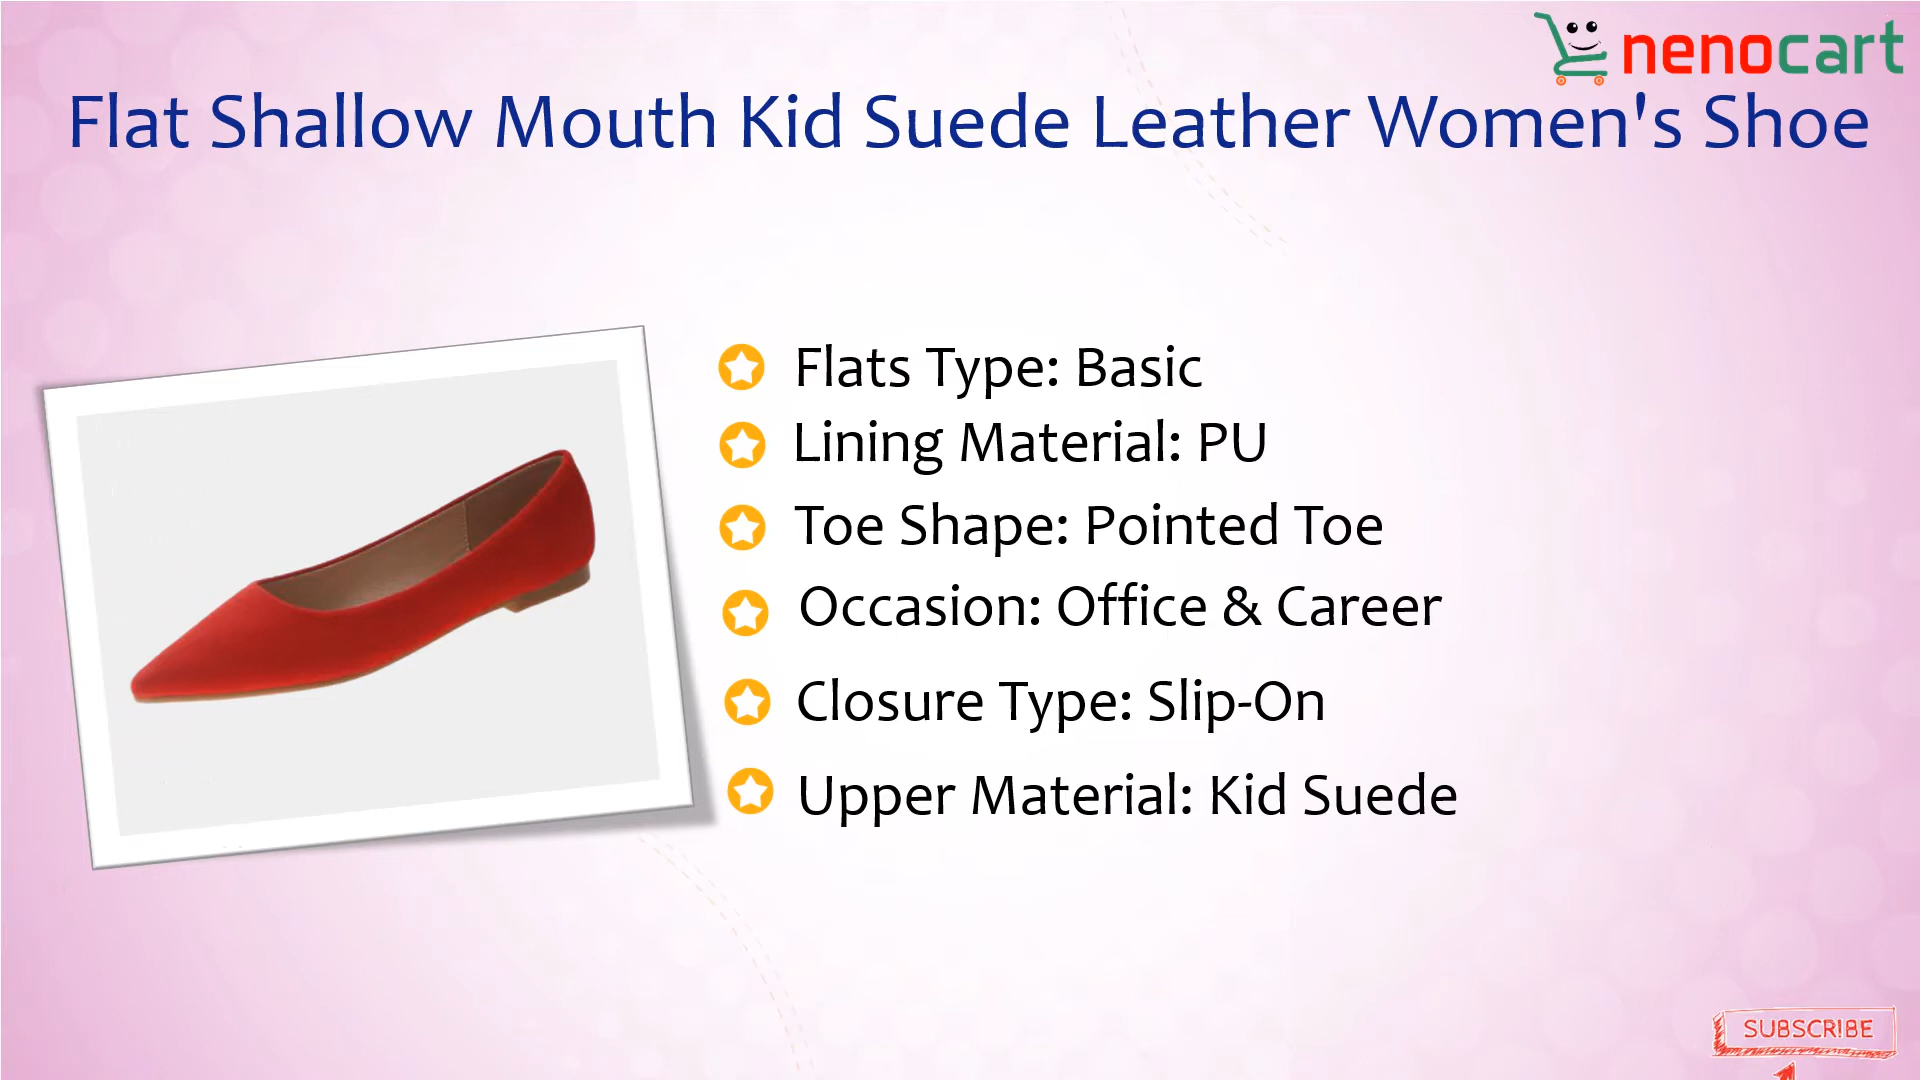 nenocart
Flat Shallow Mouth Kid Suede Leather Women's Shoe
Flats Type: Basic
Lining Material: PU
Toe Shape: Pointed Toe
Occasion: Office & Career
Closure Type: Slip-On
Upper Material: Kid Suede
SUBSCRIBE